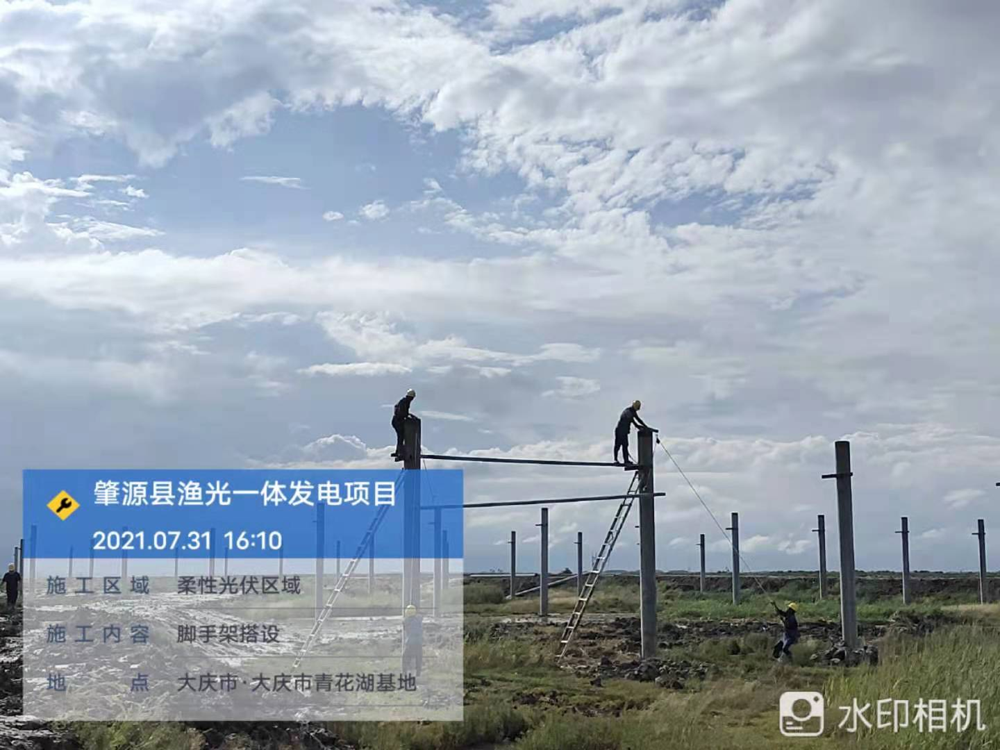 肇源县渔光一体发电项目
2021.07.31 16:10
施工区域 柔性光伏区域
施工内容 脚手架搭设
地点 大庆市·大庆市青花湖基地
水印相机